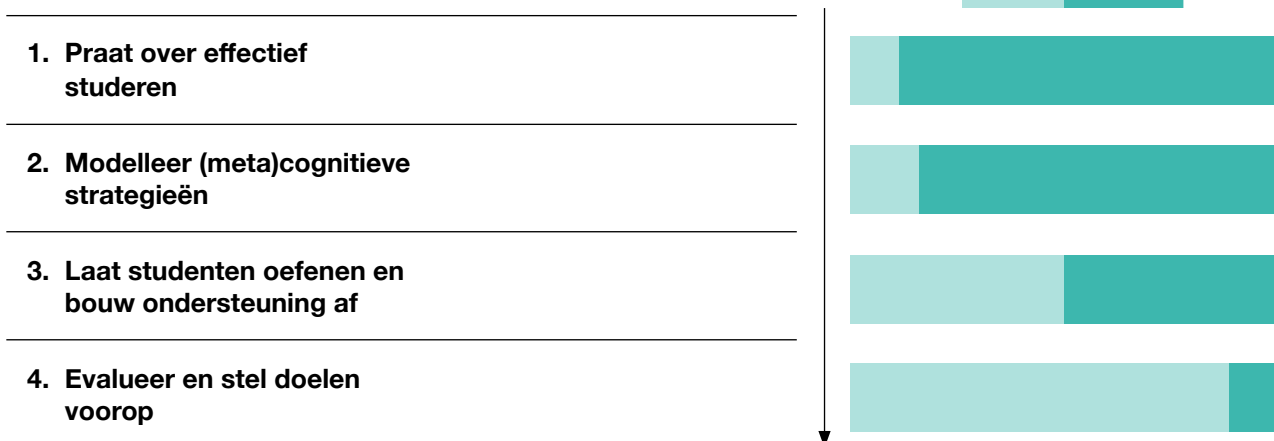 1. Praat over effectief
studeren
2. Modelleer (meta)cognitieve
strategieën
3. Laat studenten oefenen en
bouw ondersteuning af
4. Evalueer en stel doelen
voorop